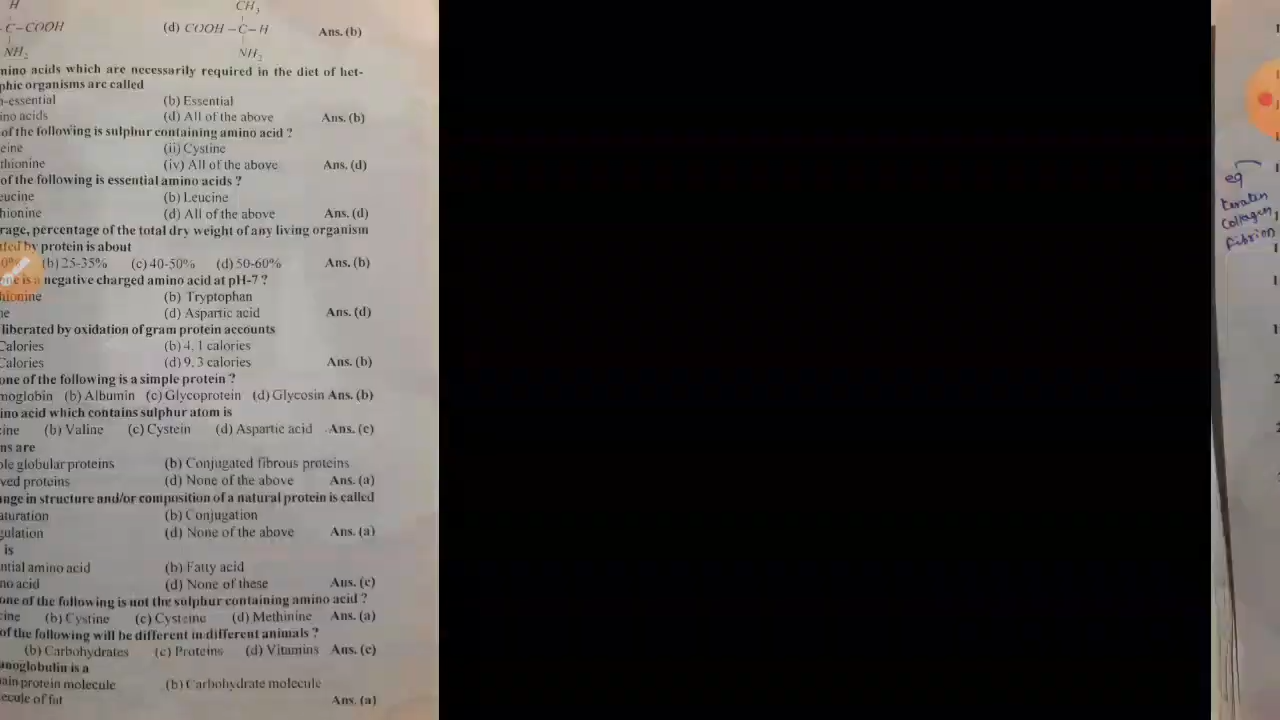 H
CH3
-C-COOH (d) COOH-C-H Ans. (b)
NH2 NH2
mino acids which are necessarily required in the diet of het-
phic organisms are called
n-essential (b) Essential
ino acids (d) All of the above Ans. (b)
of the following is sulphur containing amino acid ?
eine (ii) Cystine
thionine (iv) All of the above Ans. (d)
of the following is essential amino acids ?
eucine (b) Leucine
hionine (d) All of the above Ans. (d)
rage, percentage of the total dry weight of any living organism
ted by protein is about
0% (b) 25-35% (c) 40-50% (d) 50-60% Ans. (b)
one is a negative charged amino acid at pH-7 ?
hionine (b) Tryptophan
ne (d) Aspartic acid Ans. (d)
liberated by oxidation of gram protein accounts
Calories (b) 4.1 calories
Calories (d) 9.3 calories Ans. (b)
one of the following is a simple protein ?
moglobin (b) Albumin (c) Glycoprotein (d) Glycosin Ans. (b)
ino acid which contains sulphur atom is
cine (b) Valine (c) Cystein (d) Aspartic acid Ans. (c)
ns are
ple globular proteins (b) Conjugated fibrous proteins
ved proteins (d) None of the above Ans. (a)
ange in structure and/or composition of a natural protein is called
aturation (b) Conjugation
gulation (d) None of the above Ans. (a)
is
ntial amino acid (b) Fatty acid
no acid (d) None of these Ans. (c)
one of the following is not the sulphur containing amino acid ?
cine (b) Cystine (c) Cysteine (d) Methinine Ans. (a)
of the following will be different in different animals ?
(b) Carbohydrates (c) Proteins (d) Vitamins Ans. (c)
anoglobulin is a
ain protein molecule (b) Carbohydrate molecule
ecule of fat Ans. (a)
eg
keraten
collagen,
fibrion